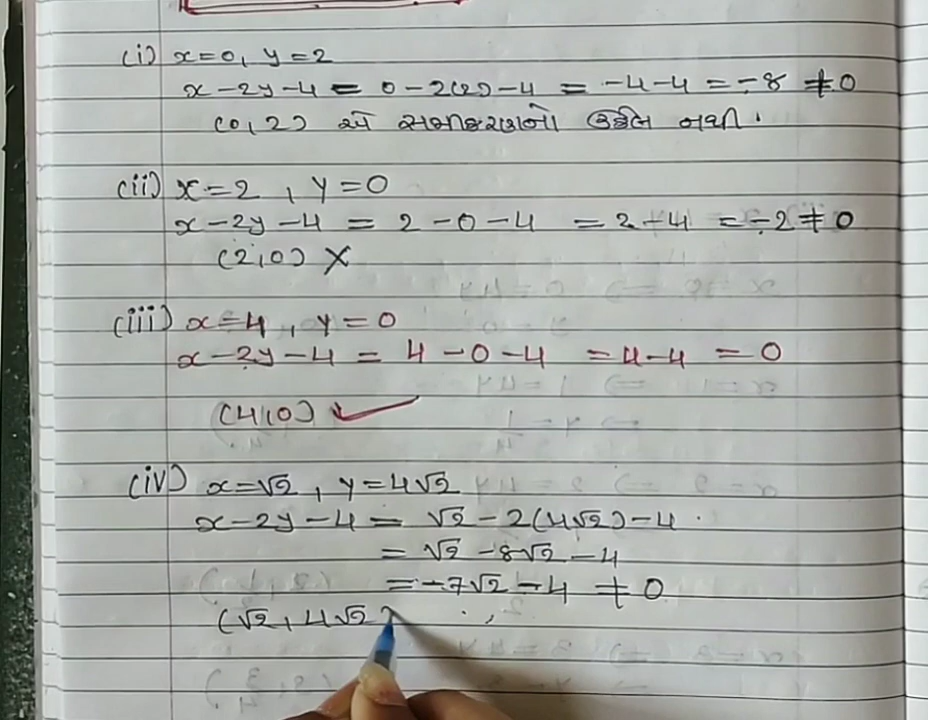 (i) x=0, y=2
x-2y-4 = 0-2(2)-4 = -4-4 = -8 ≠0
(0,2) એ સમીકરણનો ઉકેલ નથી.
(ii) x=2, y=0
x-2y-4 = 2-0-4 = 2-4 = -2≠0
(2,0) X
(iii) x=4, y=0
x-2y-4 = 4-0-4 = 4-4 = 0
(4,0) ✓
(iv) x=√2, y=4√2
x-2y-4 = √2-2(4√2)-4
= √2-8√2-4
= -7√2-4 ≠0
(√2, 4√2)